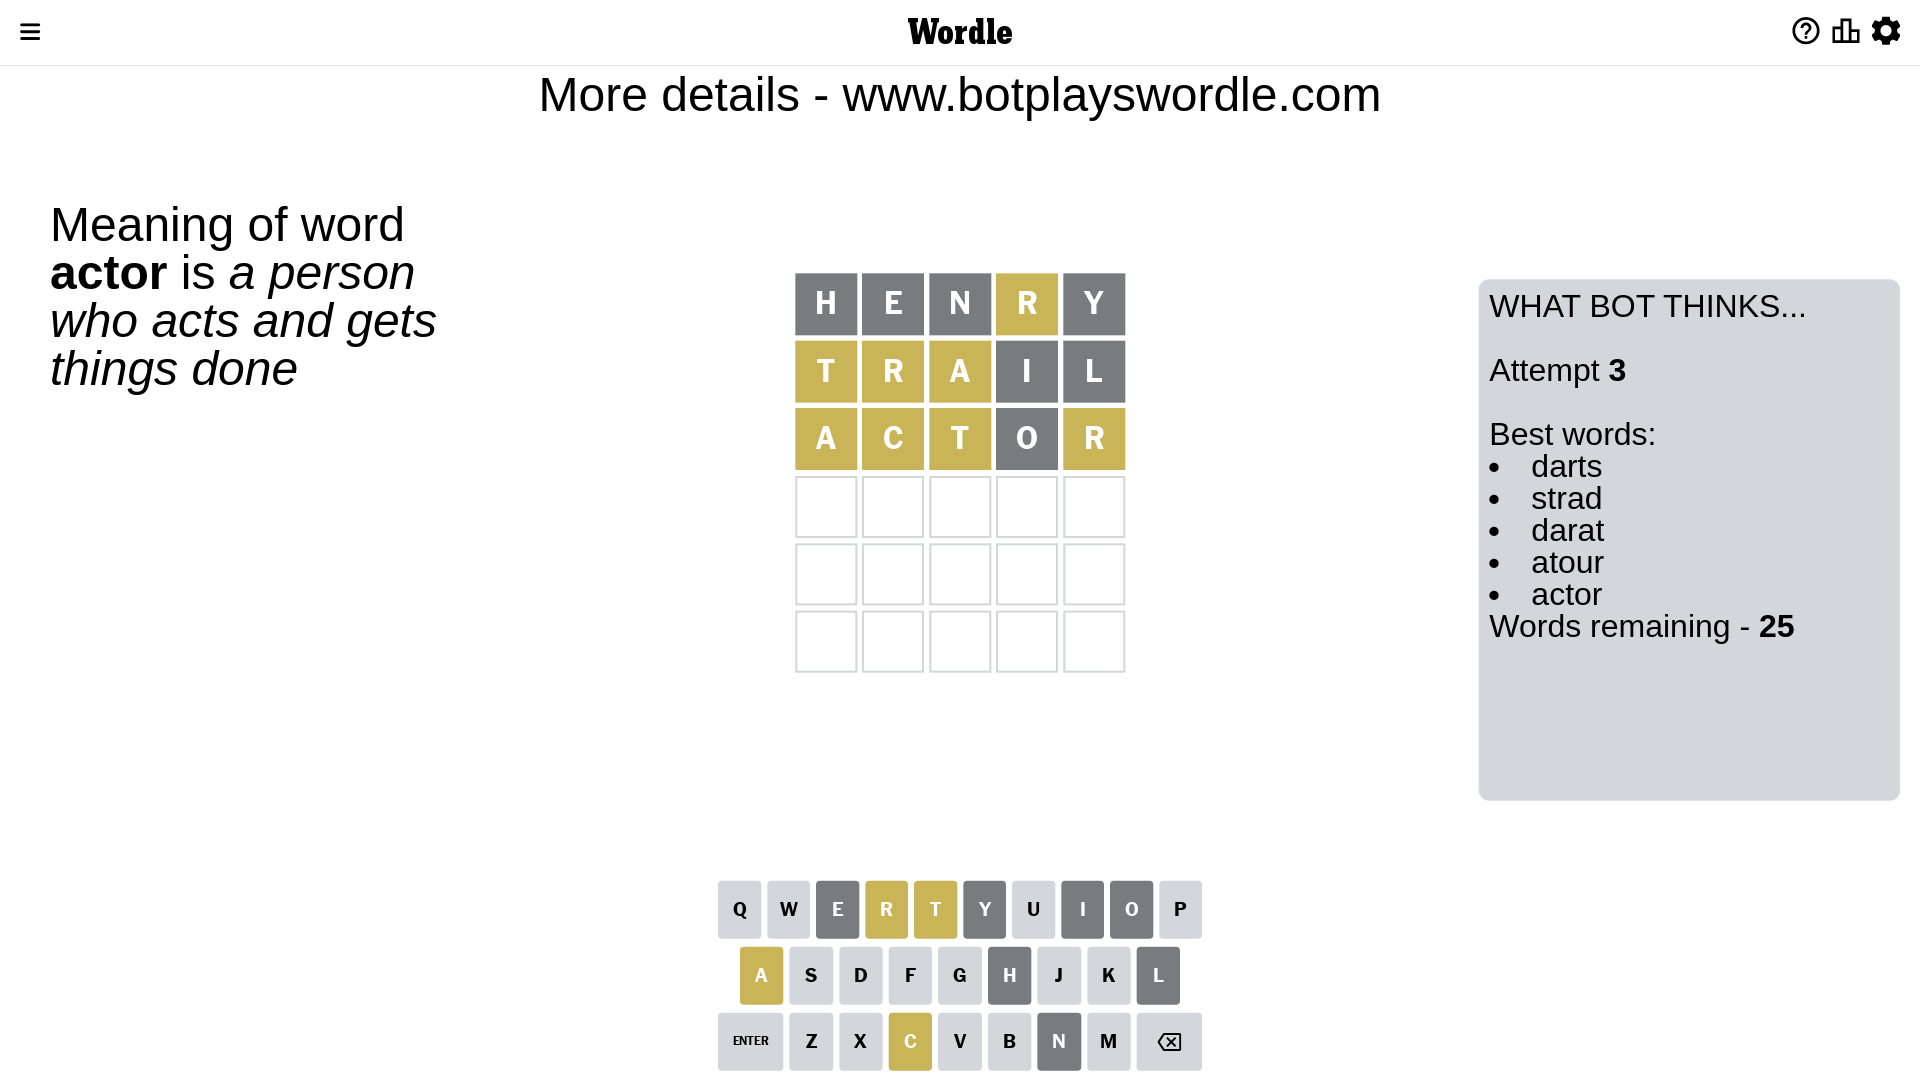 Wordle
More details - www.botplayswordle.com
Meaning of word
actor is a person
who acts and gets
things done
H E N R Y
T R A I L
A C T O R
WHAT BOT THINKS...
Attempt 3
Best words:
• darts
• strad
• darat
• atour
• actor
Words remaining - 25
Q W E R T Y U I O P
A S D F G H J K L
ENTER Z X C V B N M